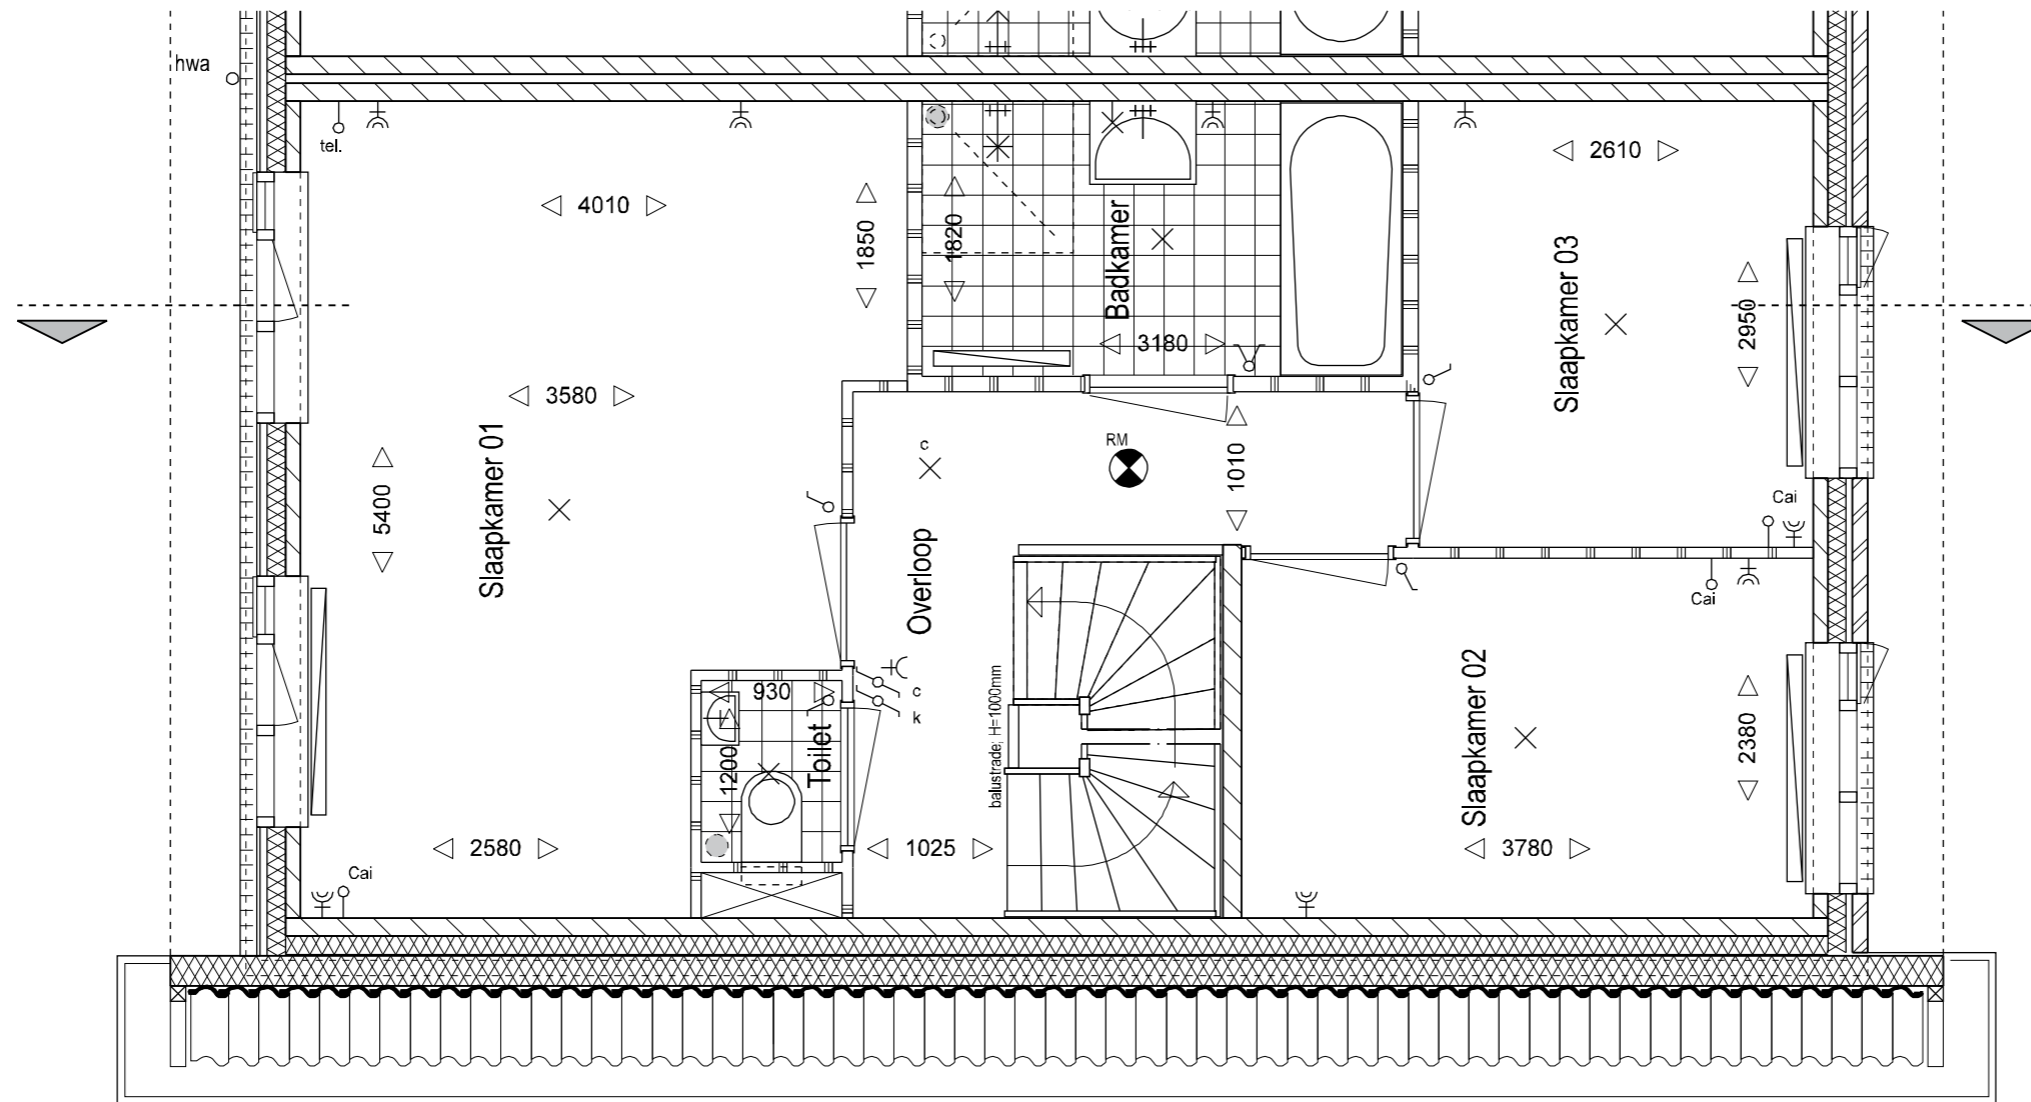 hwa
tel.
4010
1850
1820
Badkamer
3180
2610
Slaapkamer 03
2950
3580
Slaapkamer 01
5400
c
RM
1010
Overloop
Cai
Cai
930
c
k
1200
Toilet
balustrade; H=1000mm
Slaapkamer 02
2380
2580
1025
3780
Cai